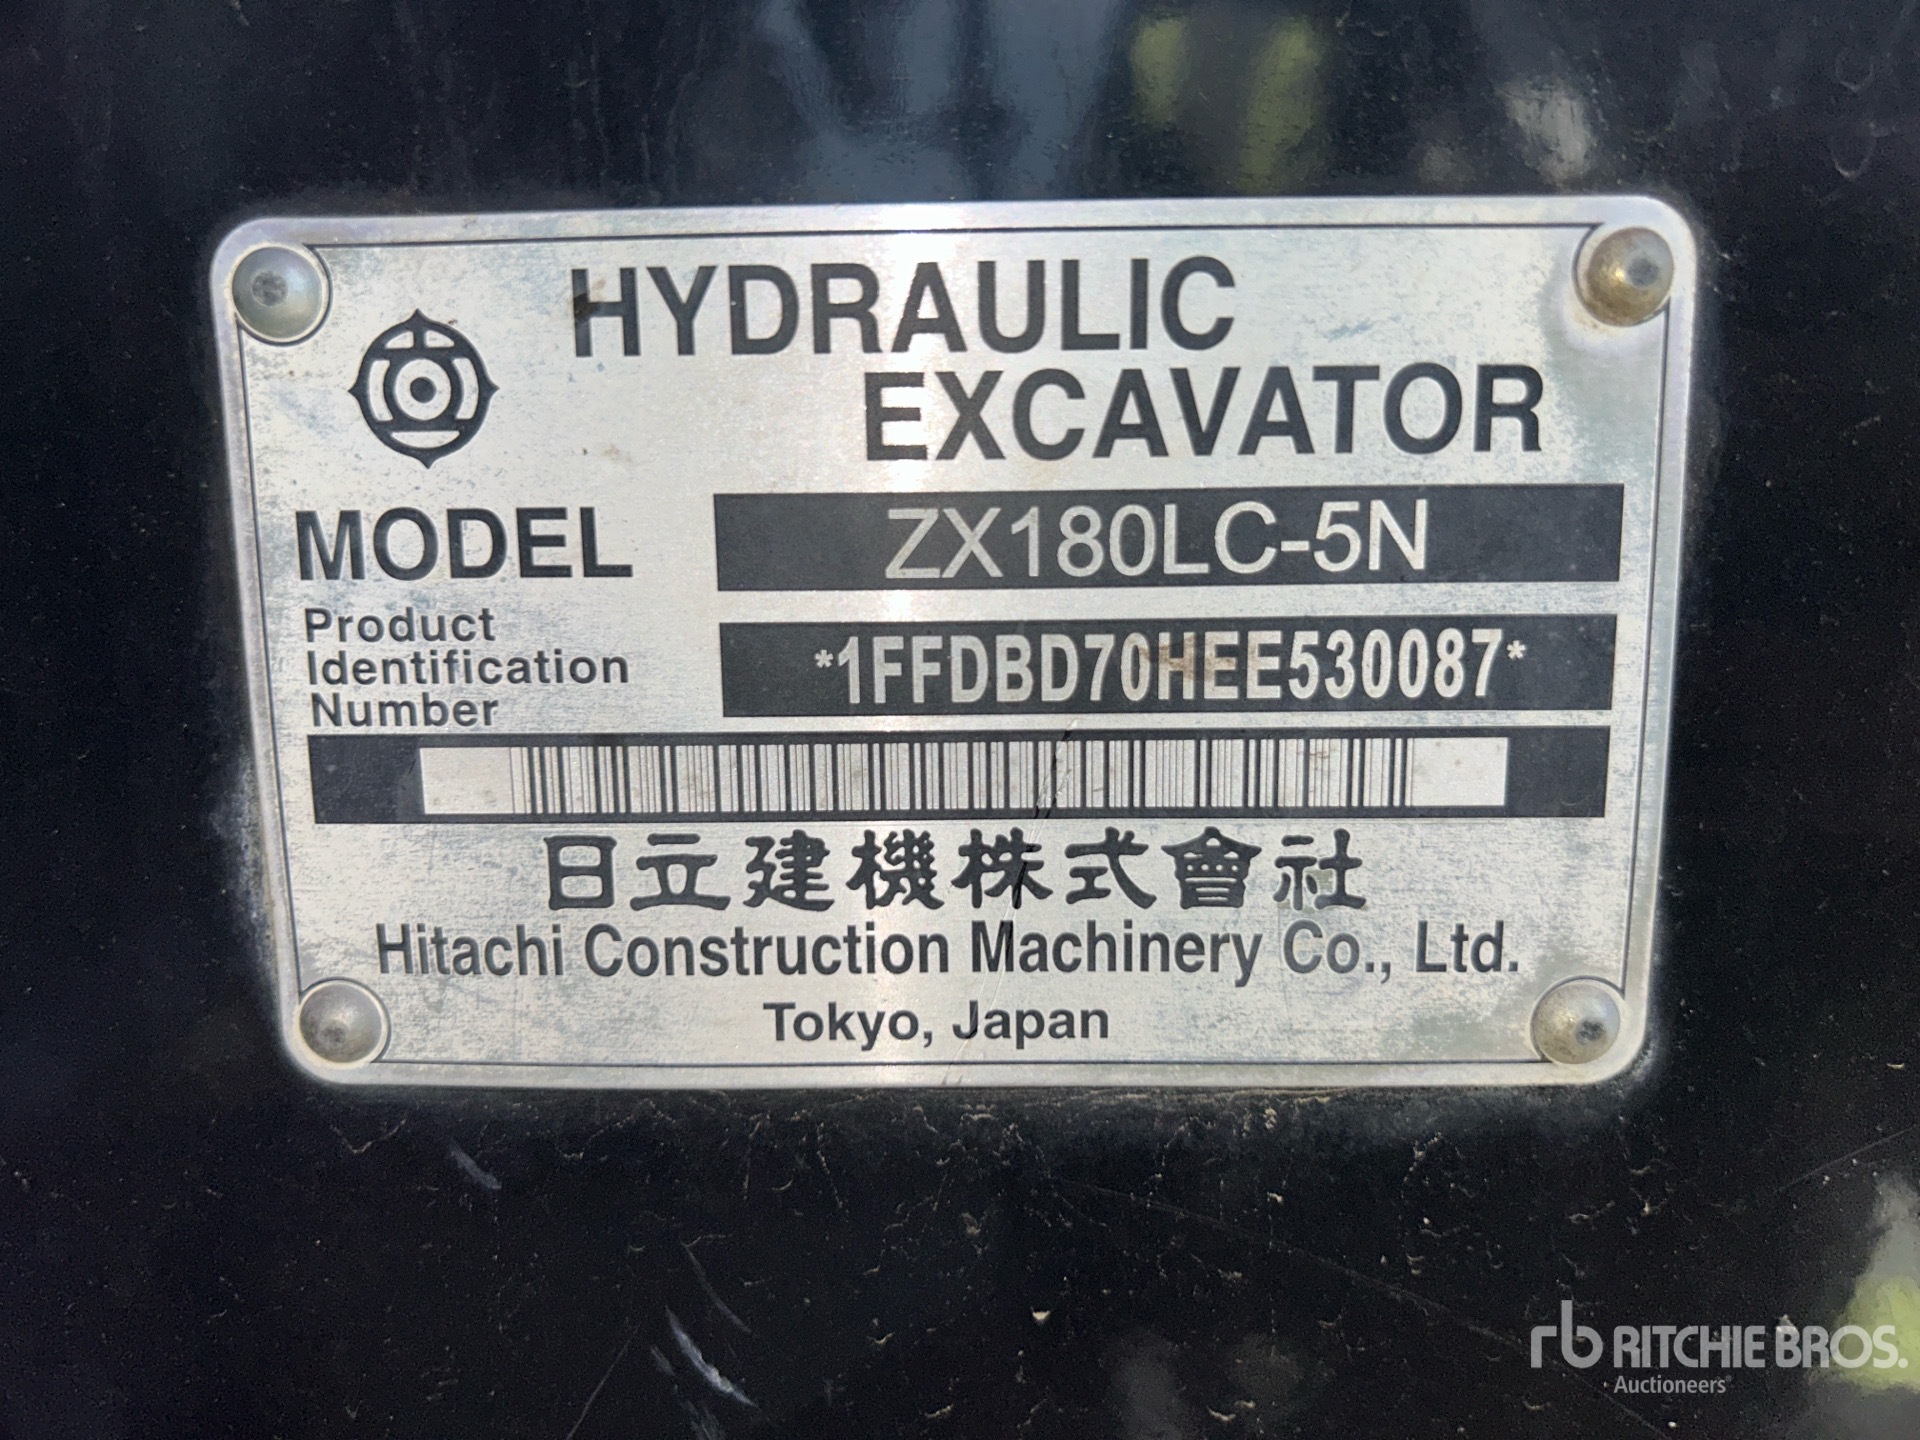 HYDRAULIC
EXCAVATOR
MODEL ZX180LC-5N
Product
Identification
Number
*1FFDBD70HEE530087*
日立建機株式會社
Hitachi Construction Machinery Co., Ltd.
Tokyo, Japan
rb RITCHIE BROS.
Auctioneers